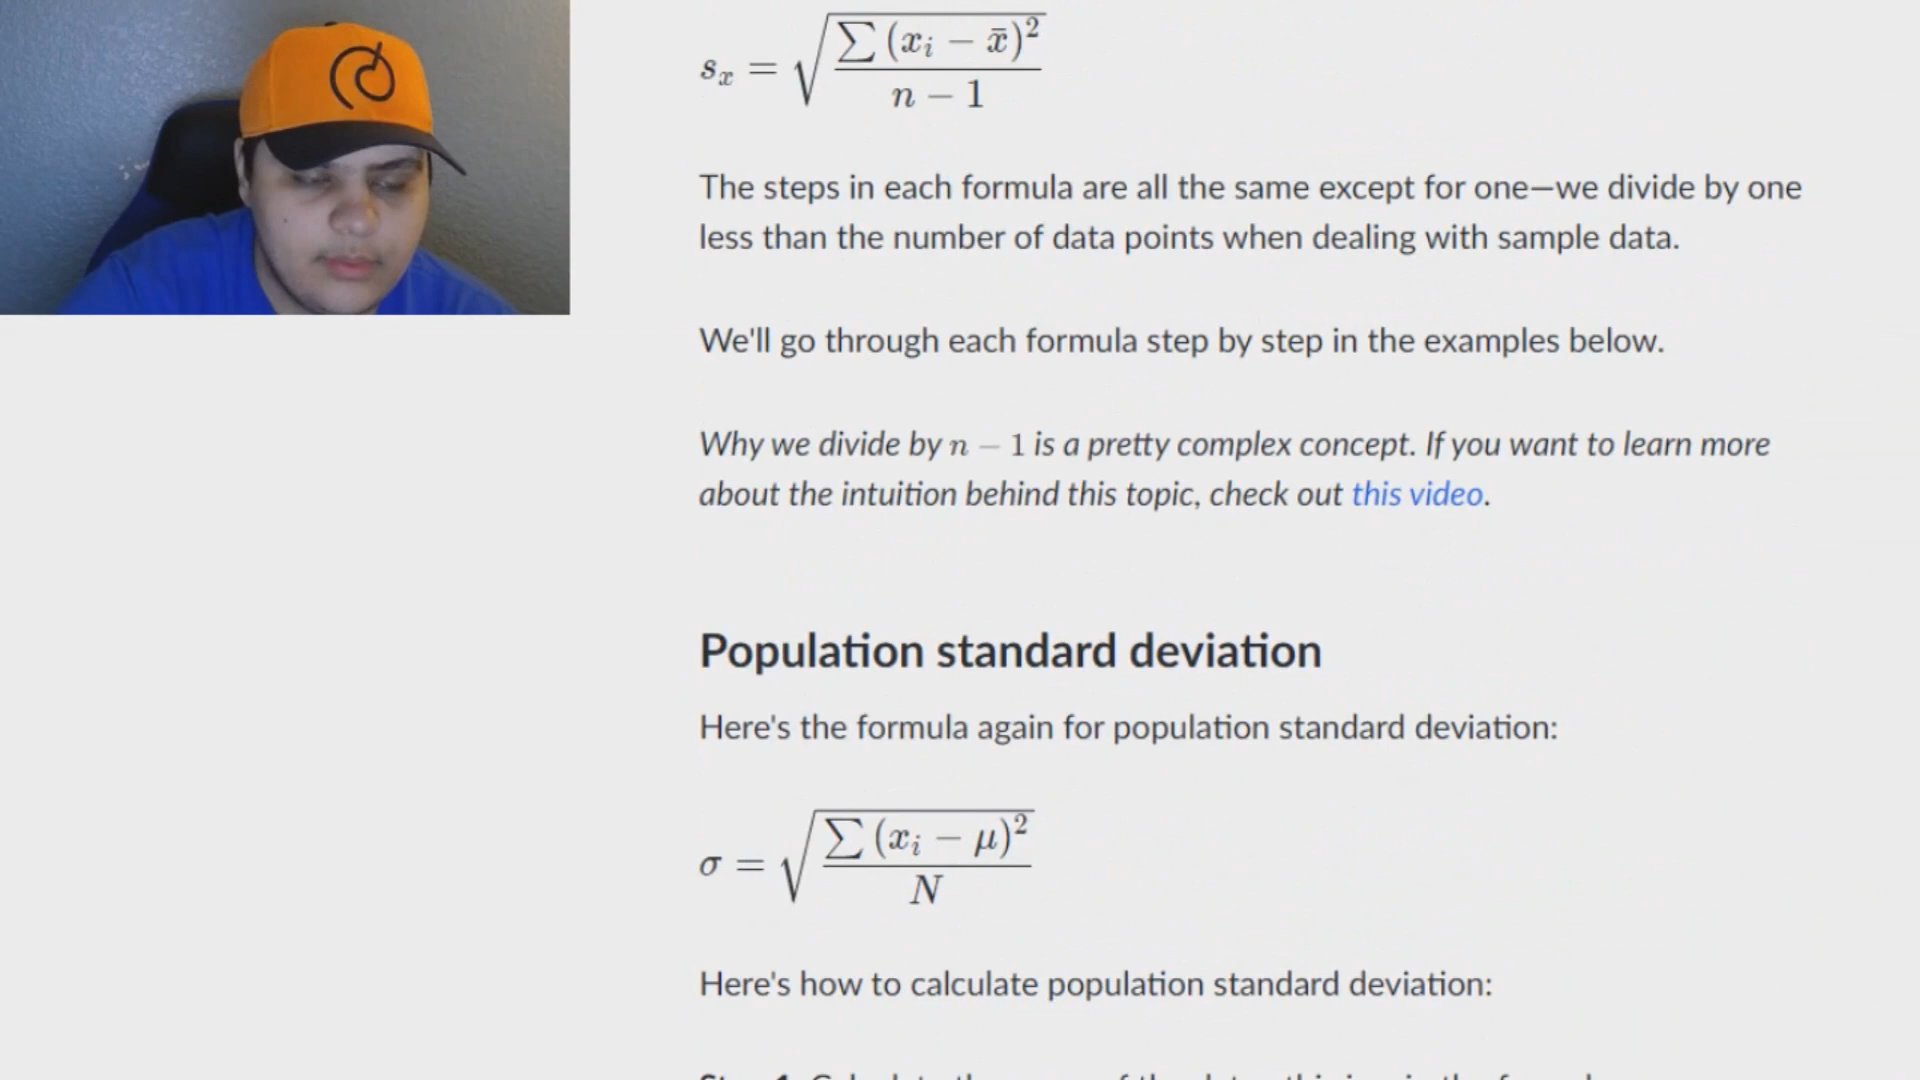 sₓ = √(∑ (xᵢ − x̄)² / (n − 1))
The steps in each formula are all the same except for one—we divide by one
less than the number of data points when dealing with sample data.
We'll go through each formula step by step in the examples below.
Why we divide by n − 1 is a pretty complex concept. If you want to learn more
about the intuition behind this topic, check out this video.
Population standard deviation
Here's the formula again for population standard deviation:
σ = √(∑ (xᵢ − μ)² / N)
Here's how to calculate population standard deviation: